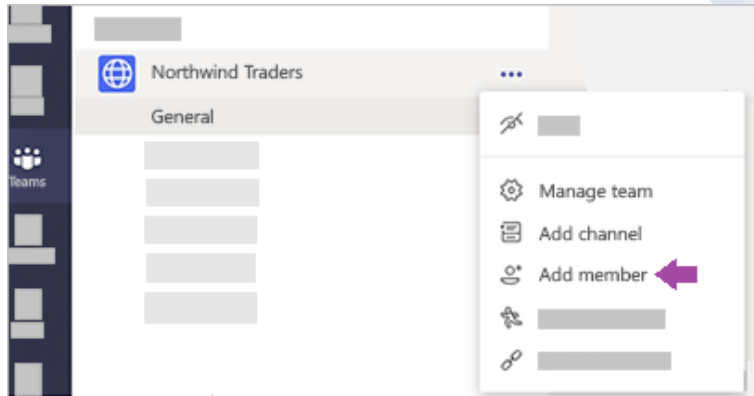 Northwind Traders
General
Teams
Manage team
Add channel
Add member